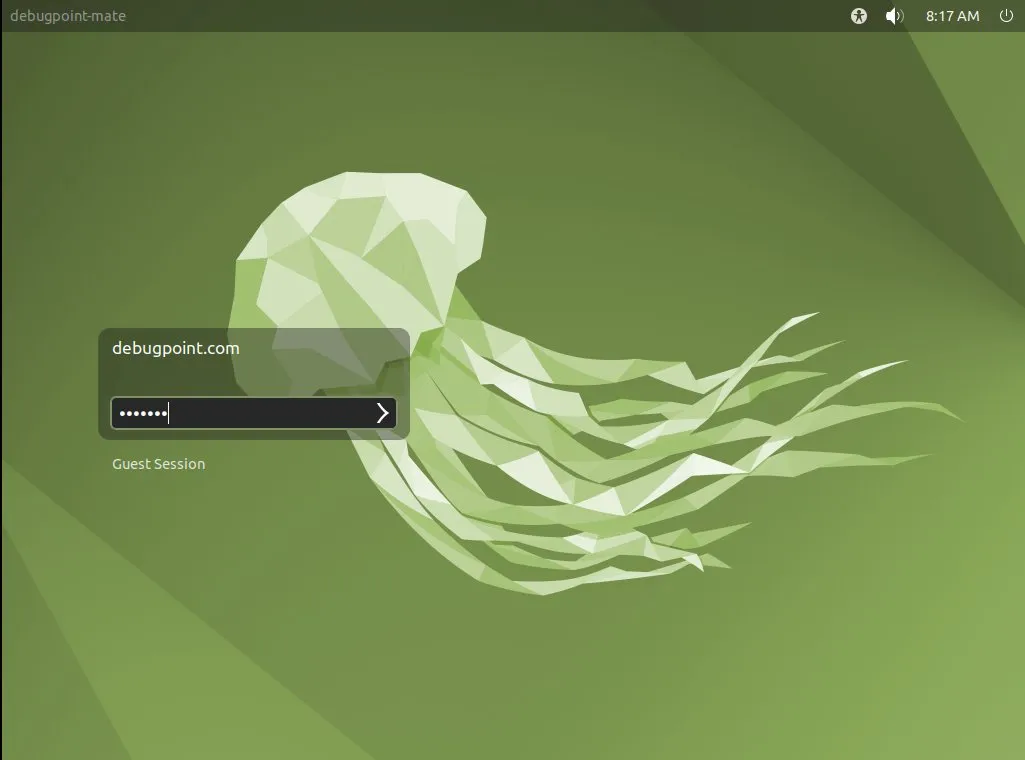 debugpoint-mate
8:17 AM
debugpoint.com
•••••••
Guest Session